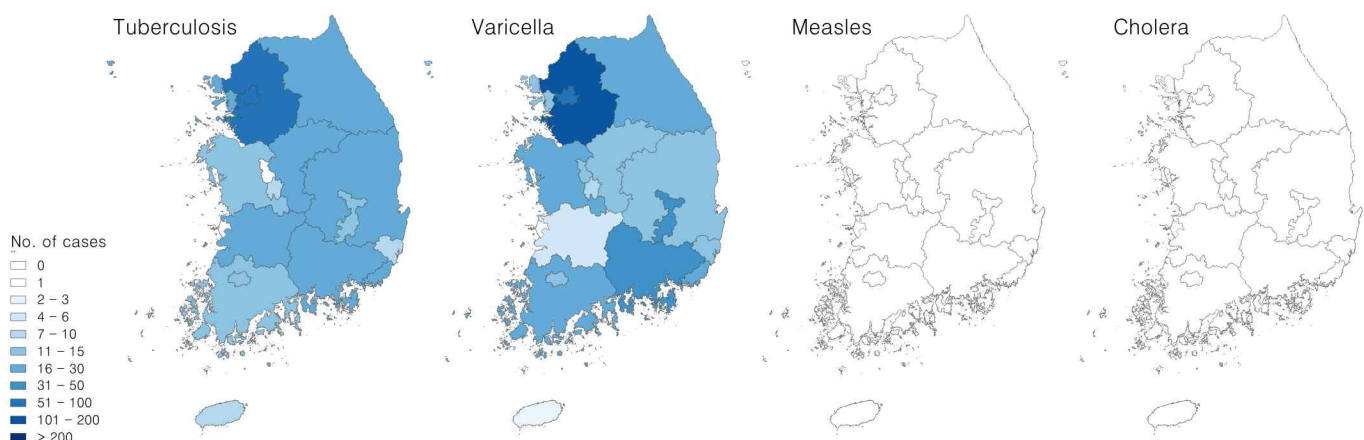 Tuberculosis
Varicella
Measles
Cholera
No. of cases
0
1
2 – 3
4 – 6
7 – 10
11 – 15
16 – 30
31 – 50
51 – 100
101 – 200
> 200